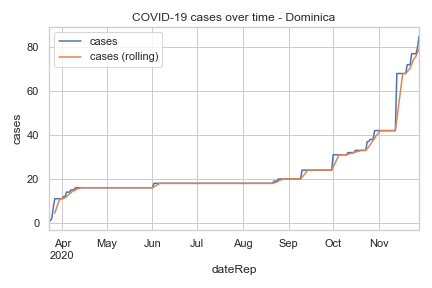 COVID-19 cases over time - Dominica
cases
cases (rolling)
80
60
40
20
0
cases
Apr May Jun Jul Aug Sep Oct Nov
2020
dateRep